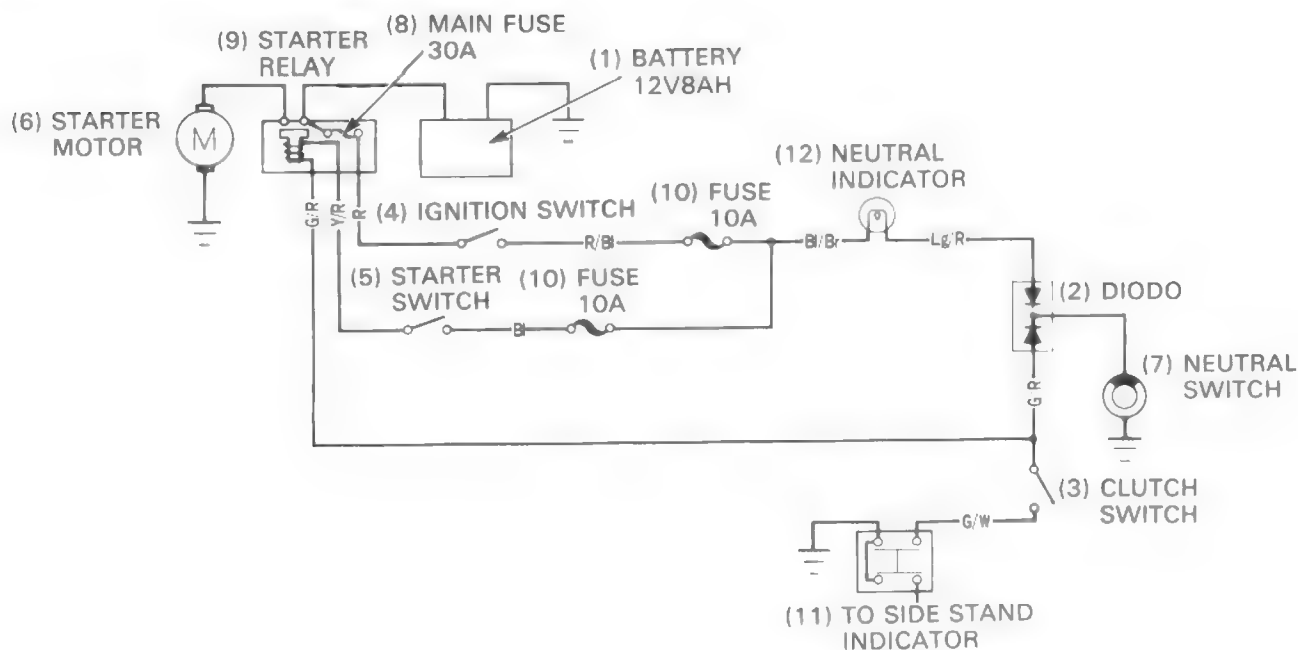 (8) MAIN FUSE
30A
(9) STARTER
RELAY
(1) BATTERY
12V8AH
(6) STARTER
MOTOR
M
(12) NEUTRAL
INDICATOR
G/R
Y/R
R
(4) IGNITION SWITCH
R/Bl
(10) FUSE
10A
Bl/Br
Lg/R
(5) STARTER
SWITCH
Bl
(10) FUSE
10A
(2) DIODO
(7) NEUTRAL
SWITCH
G R
(3) CLUTCH
SWITCH
G/W
(11) TO SIDE STAND
INDICATOR